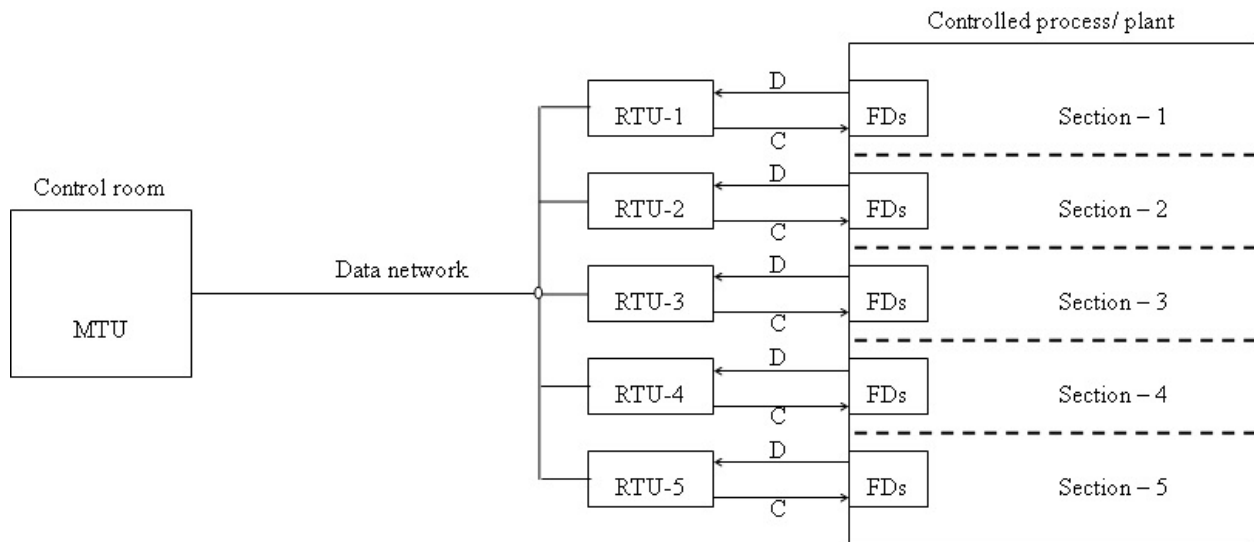 Controlled process/ plant
D
RTU-1
FDs
Section – 1
C
D
Control room
RTU-2
FDs
Section – 2
C
Data network
D
MTU
RTU-3
FDs
Section – 3
C
D
RTU-4
FDs
Section – 4
C
D
RTU-5
FDs
Section – 5
C